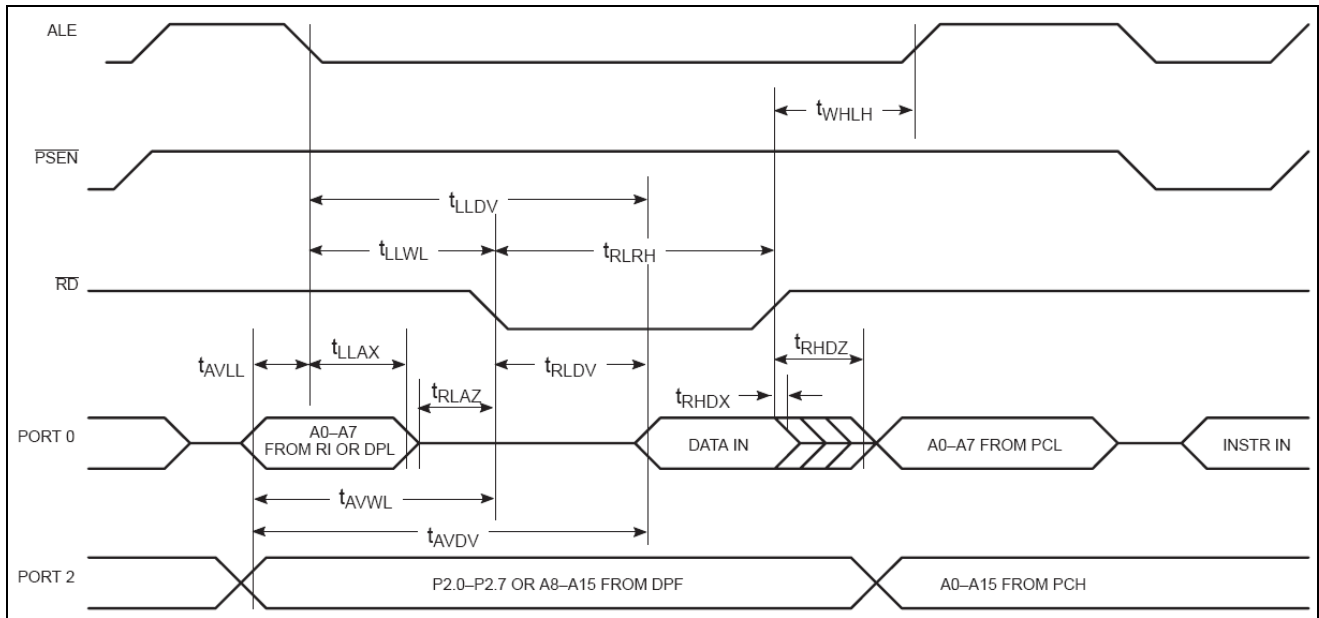 ALE
tWHLH
PSEN
tLLDV
tLLWL
tRLRH
RD
tAVLL
tLLAX
tRLAZ
tRLDV
tRHDZ
tRHDX
PORT 0
A0–A7
FROM RI OR DPL
DATA IN
A0–A7 FROM PCL
INSTR IN
tAVWL
tAVDV
PORT 2
P2.0–P2.7 OR A8–A15 FROM DPF
A0–A15 FROM PCH